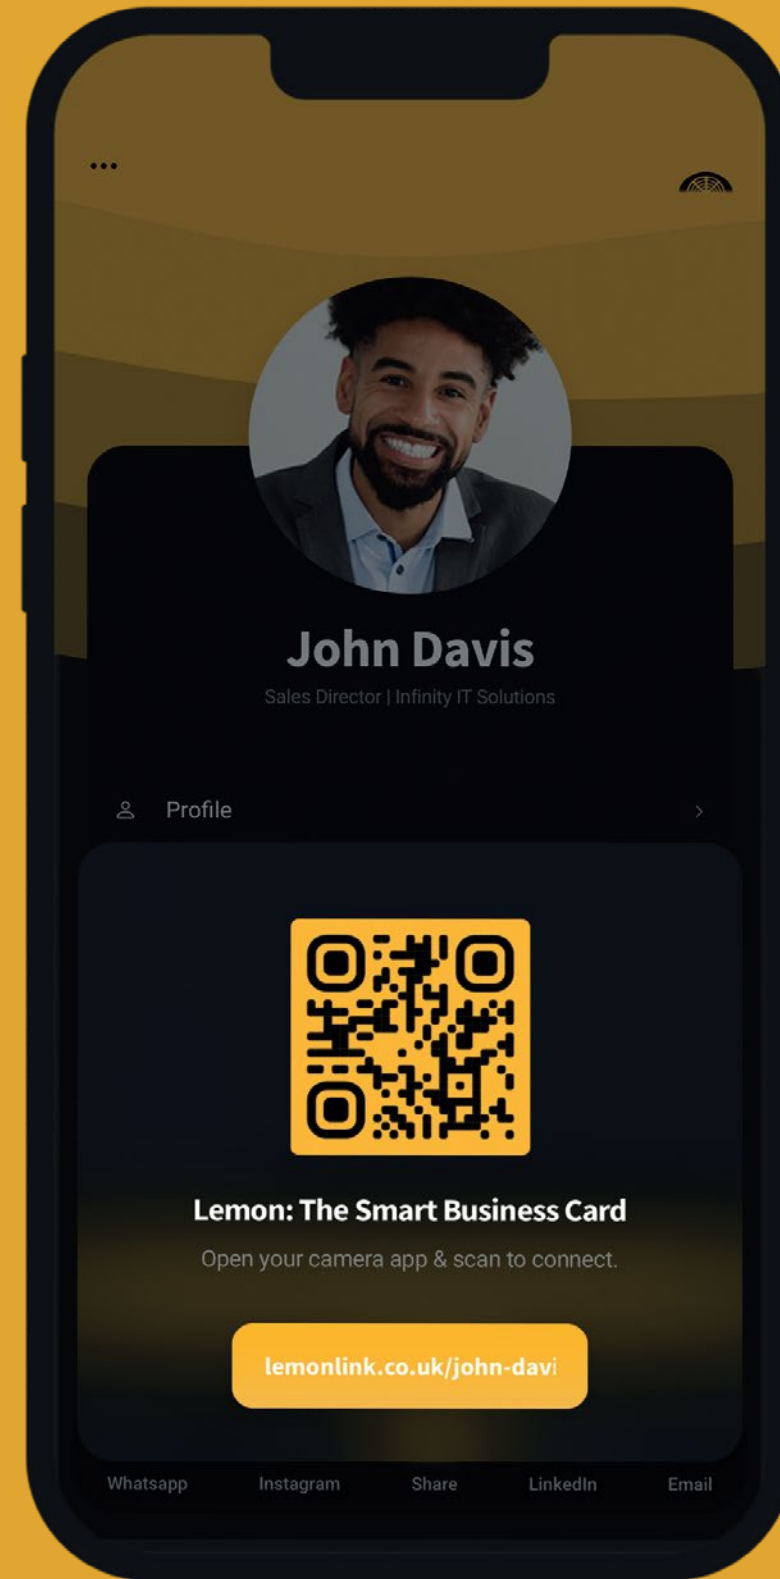 John Davis
Sales Director | Infinity IT Solutions
Profile
Lemon: The Smart Business Card
Open your camera app & scan to connect.
lemonlink.co.uk/john-davi
Whatsapp Instagram Share LinkedIn Email